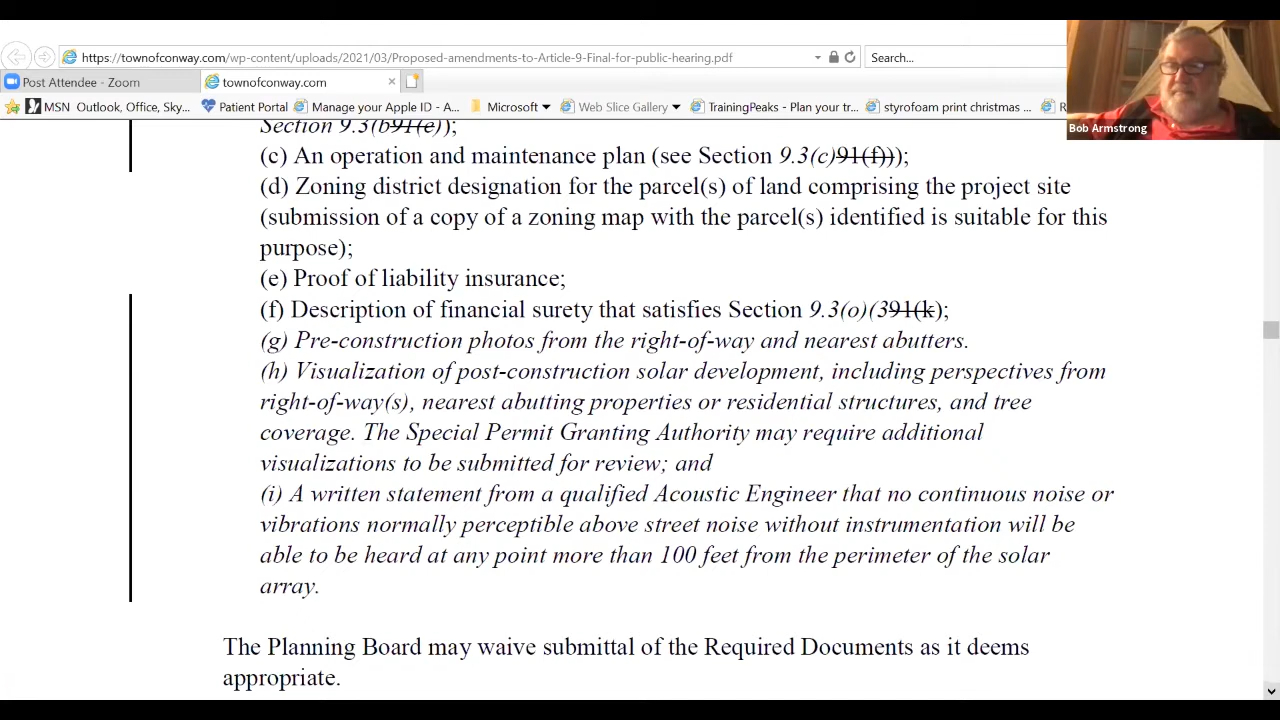 https://townofconway.com/wp-content/uploads/2021/03/Proposed-amendments-to-Article-9-Final-for-public-hearing.pdf
Search...
Post Attendee - Zoom
townofconway.com
MSN
Outlook, Office, Sky...
Patient Portal
Manage your Apple ID - A...
Microsoft
Web Slice Gallery
TrainingPeaks - Plan your tr...
styrofoam print christmas ...
Bob Armstrong
Section 9.3(b91(e));
(c) An operation and maintenance plan (see Section 9.3(c)91(f)));
(d) Zoning district designation for the parcel(s) of land comprising the project site
(submission of a copy of a zoning map with the parcel(s) identified is suitable for this
purpose);
(e) Proof of liability insurance;
(f) Description of financial surety that satisfies Section 9.3(o)(391(k);
(g) Pre-construction photos from the right-of-way and nearest abutters.
(h) Visualization of post-construction solar development, including perspectives from
right-of-way(s), nearest abutting properties or residential structures, and tree
coverage. The Special Permit Granting Authority may require additional
visualizations to be submitted for review; and
(i) A written statement from a qualified Acoustic Engineer that no continuous noise or
vibrations normally perceptible above street noise without instrumentation will be
able to be heard at any point more than 100 feet from the perimeter of the solar
array.
The Planning Board may waive submittal of the Required Documents as it deems
appropriate.